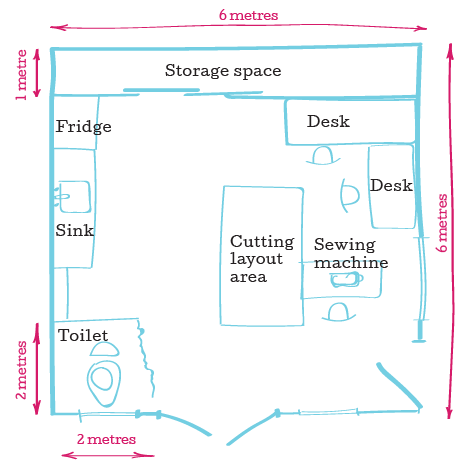 6 metres
1 metre
Storage space
Fridge
Desk
Desk
Sink
Cutting
layout
area
Sewing
machine
6 metres
Toilet
2 metres
2 metres